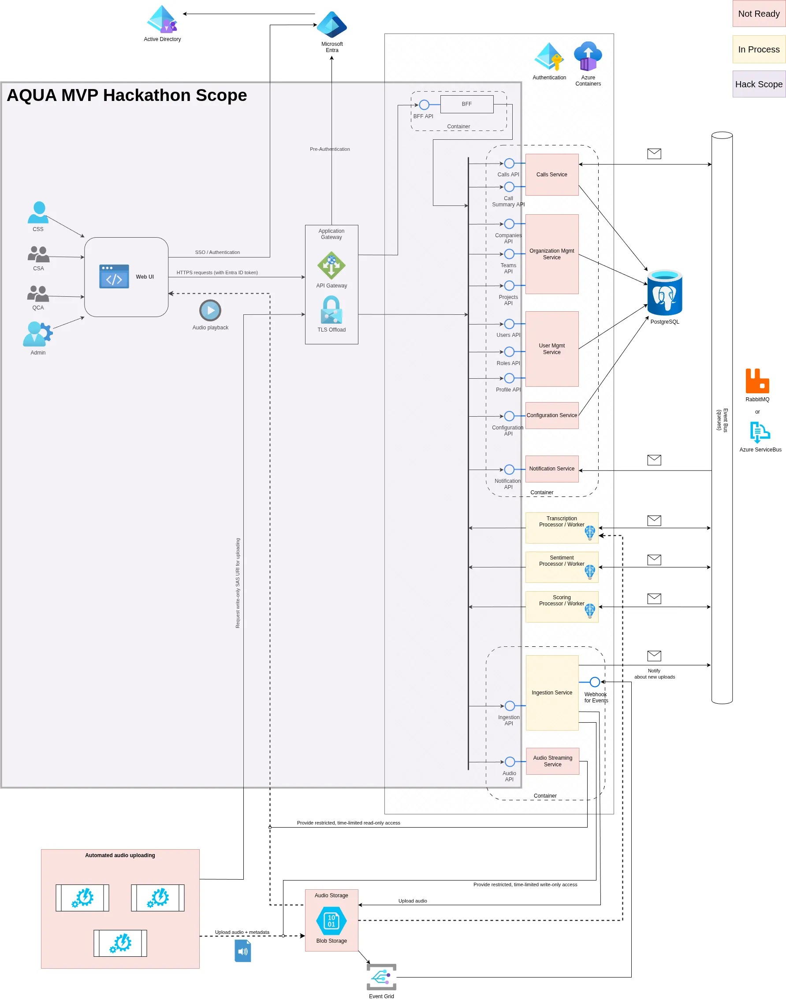 Active Directory
Microsoft
Entra
Authentication
Azure
Containers
Not Ready
In Process
Hack Scope
AQUA MVP Hackathon Scope
BFF API
BFF
Container
Pre-Authentication
Calls API
Call
Summary API
Calls Service
Companies
API
Teams
API
Projects
API
Organization Mgmt
Service
Users API
Roles API
Profile API
User Mgmt
Service
Configuration
API
Configuration Service
Notification
API
Notification Service
Container
CSS
CSA
QCA
Admin
Web UI
SSO / Authentication
HTTPS requests (with Entra ID token)
Audio playback
Application
Gateway
API Gateway
TLS Offload
PostgreSQL
Event Bus
(queues)
RabbitMQ
or
Azure ServiceBus
Transcription
Processor / Worker
Sentiment
Processor / Worker
Scoring
Processor / Worker
Request write-only SAS URI for uploading
Ingestion Service
Notify
about new uploads
Webhook
for Events
Ingestion
API
Audio Streaming
Service
Audio
API
Container
Provide restricted, time-limited read-only access
Automated audio uploading
Provide restricted, time-limited write-only access
Audio Storage
Upload audio
10
01
Blob Storage
Upload audio + metadata
Event Grid